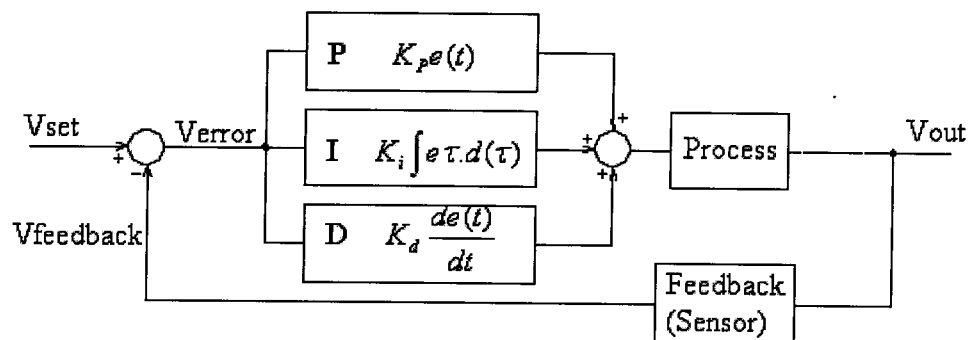 P K_P e(t)
+
Vset
+
Verror
I K_i ∫ e τ.d(τ)
+
Process
Vout
-
+
Vfeedback
D K_d de(t)/dt
Feedback
(Sensor)